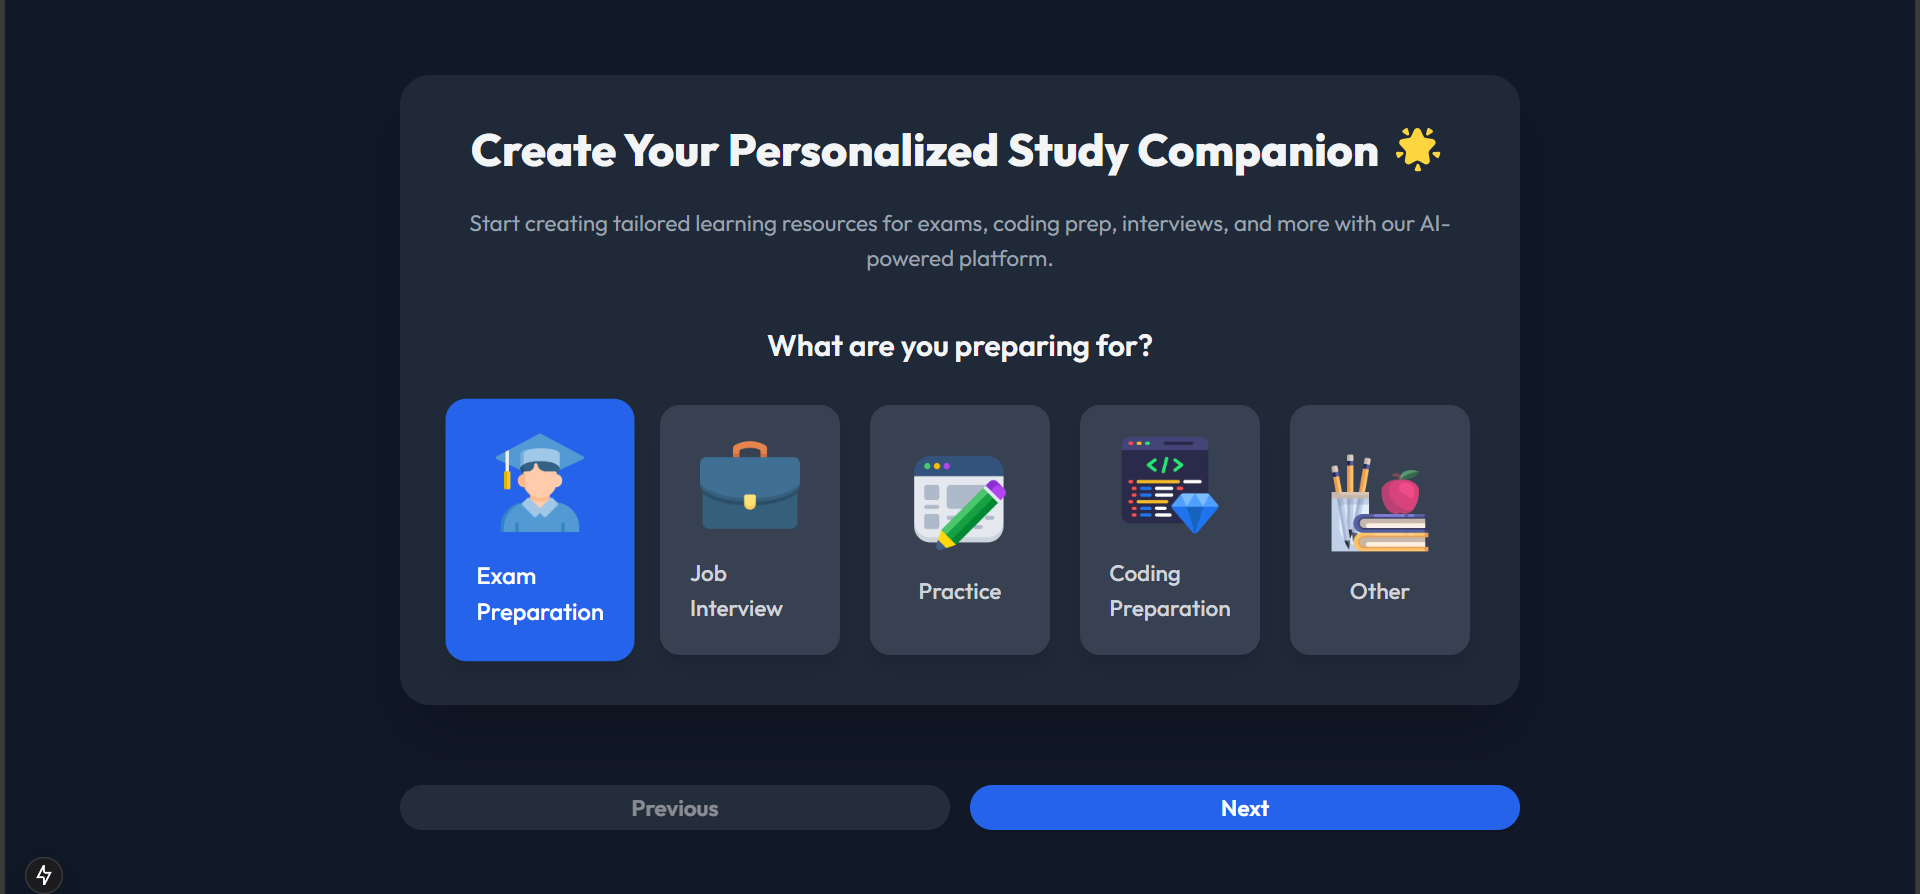 Create Your Personalized Study Companion 🌟
Start creating tailored learning resources for exams, coding prep, interviews, and more with our AI-
powered platform.
What are you preparing for?
Exam
Preparation
Job
Interview
Practice
</>
Coding
Preparation
Other
Previous
Next